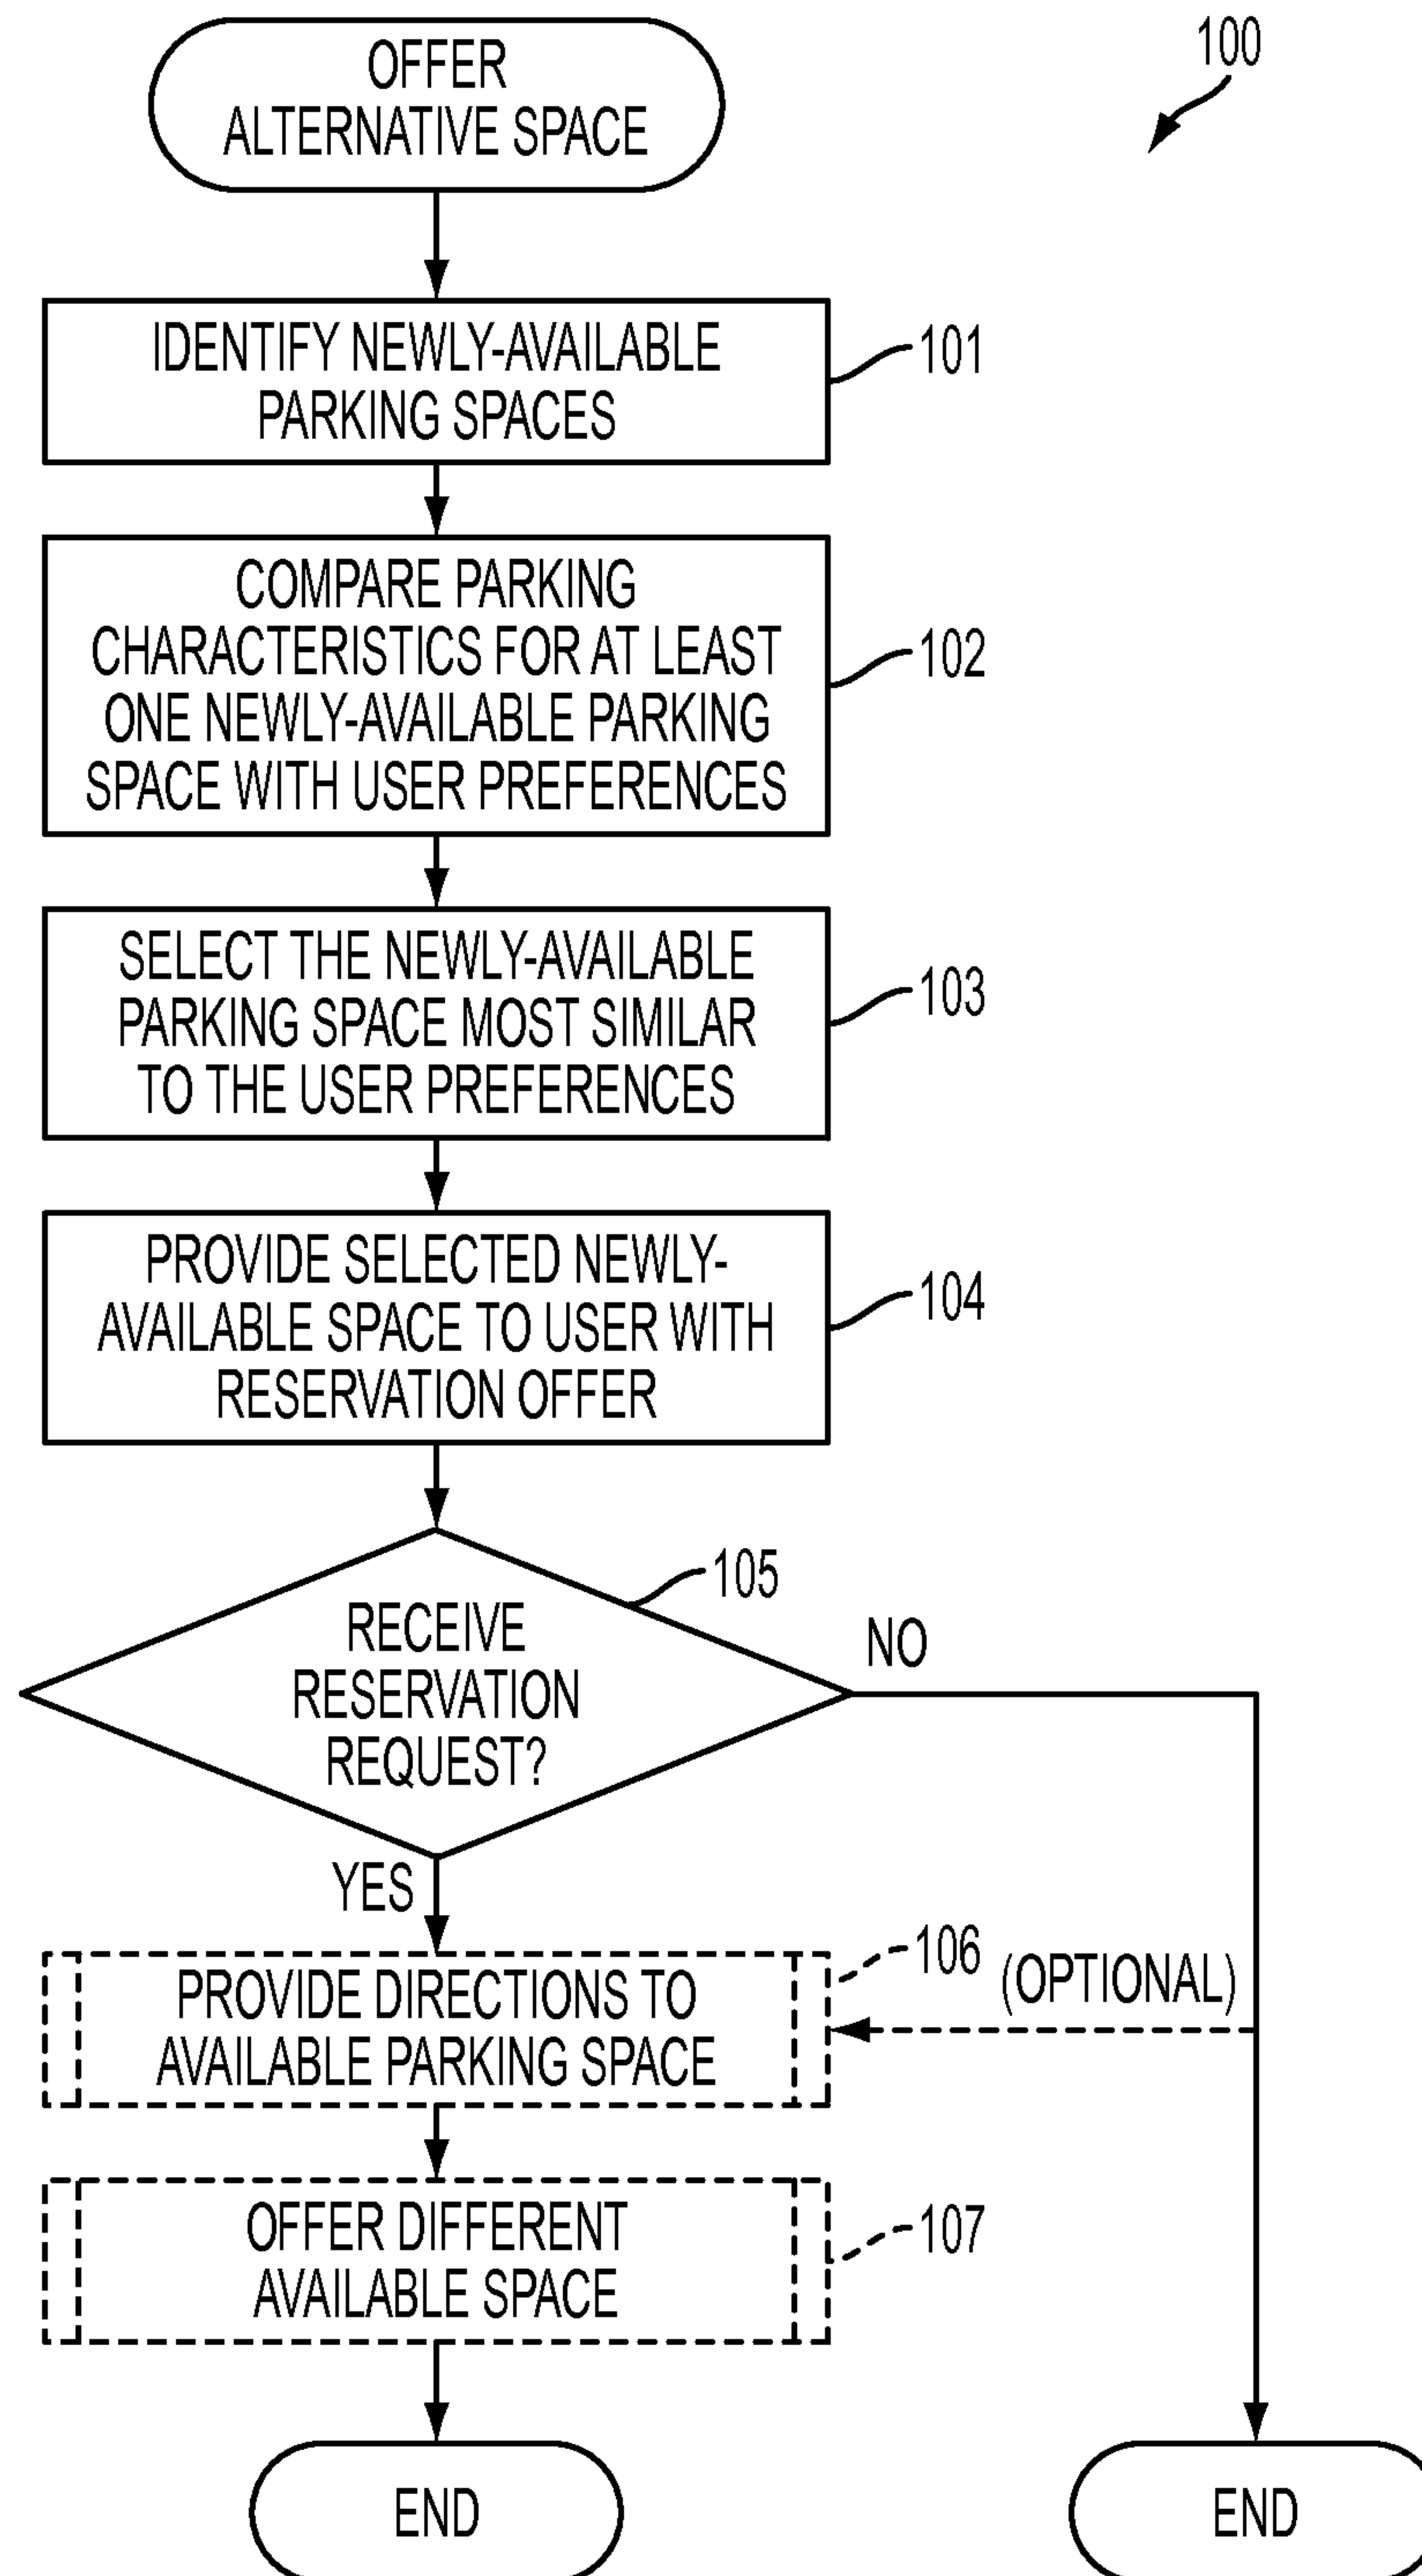 OFFER
ALTERNATIVE SPACE
100
IDENTIFY NEWLY-AVAILABLE
PARKING SPACES
101
COMPARE PARKING
CHARACTERISTICS FOR AT LEAST
ONE NEWLY-AVAILABLE PARKING
SPACE WITH USER PREFERENCES
102
SELECT THE NEWLY-AVAILABLE
PARKING SPACE MOST SIMILAR
TO THE USER PREFERENCES
103
PROVIDE SELECTED NEWLY-
AVAILABLE SPACE TO USER WITH
RESERVATION OFFER
104
105
RECEIVE
RESERVATION
REQUEST?
NO
YES
PROVIDE DIRECTIONS TO
AVAILABLE PARKING SPACE
106
(OPTIONAL)
OFFER DIFFERENT
AVAILABLE SPACE
107
END
END